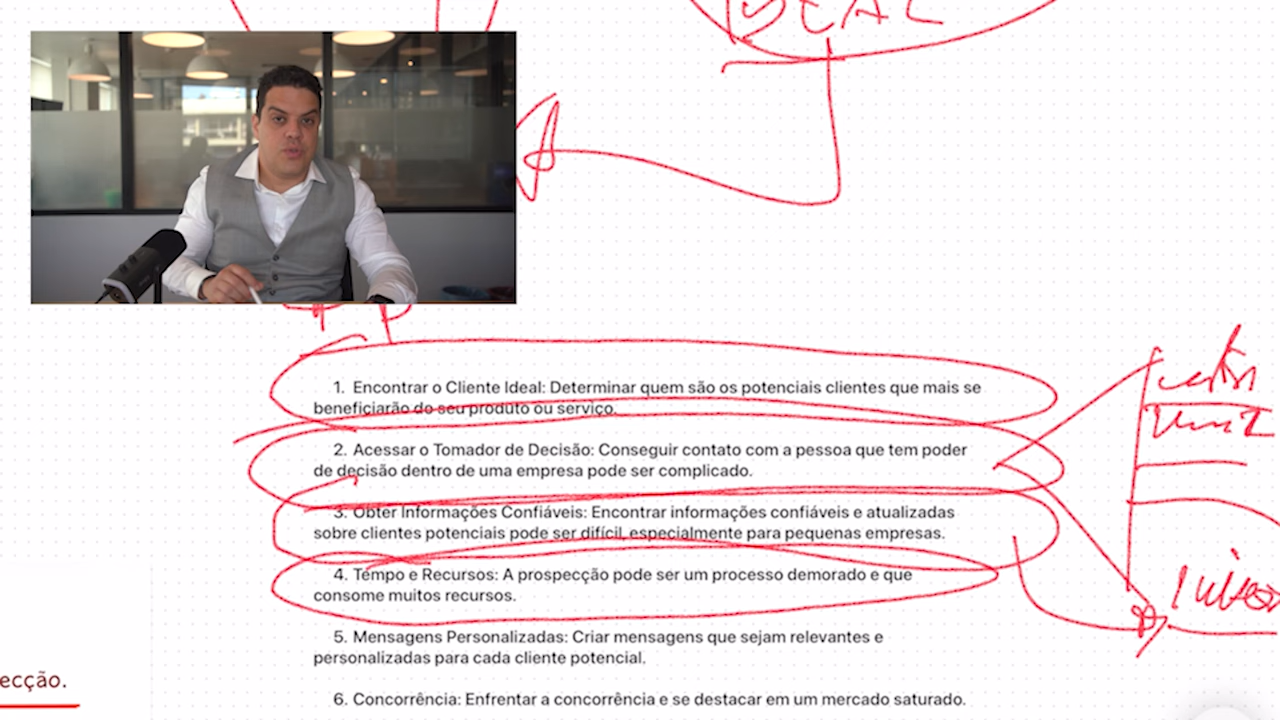 DEAL
1. Encontrar o Cliente Ideal: Determinar quem são os potenciais clientes que mais se
beneficiarão do seu produto ou serviço.
2. Acessar o Tomador de Decisão: Conseguir contato com a pessoa que tem poder
de decisão dentro de uma empresa pode ser complicado.
3. Obter Informações Confiáveis: Encontrar informações confiáveis e atualizadas
sobre clientes potenciais pode ser difícil, especialmente para pequenas empresas.
4. Tempo e Recursos: A prospecção pode ser um processo demorado e que
consome muitos recursos.
5. Mensagens Personalizadas: Criar mensagens que sejam relevantes e
personalizadas para cada cliente potencial.
ecção.
6. Concorrência: Enfrentar a concorrência e se destacar em um mercado saturado.